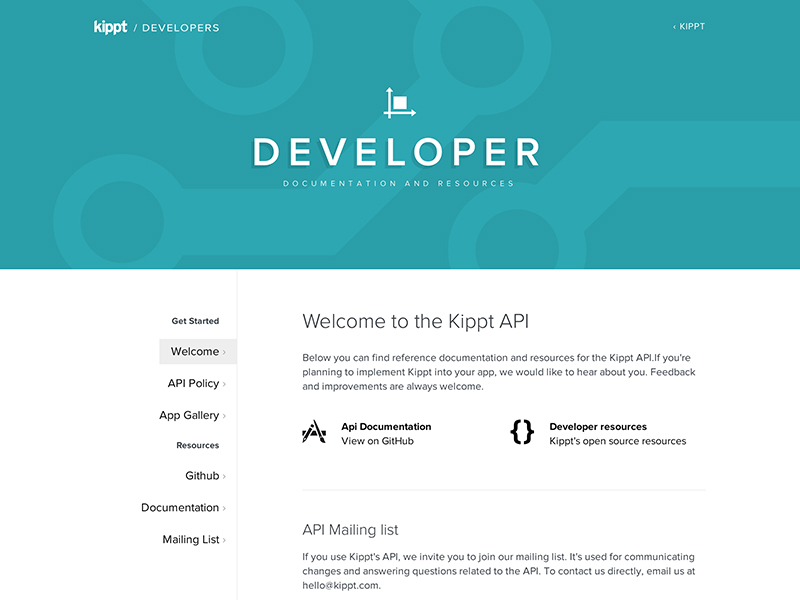 kippt / DEVELOPERS
‹ KIPPT
DEVELOPER
DOCUMENTATION AND RESOURCES
Get Started
Welcome ›
API Policy ›
App Gallery ›
Resources
Github ›
Documentation ›
Mailing List ›
Welcome to the Kippt API
Below you can find reference documentation and resources for the Kippt API.If you're
planning to implement Kippt into your app, we would like to hear about you. Feedback
and improvements are always welcome.
Api Documentation
View on GitHub
{} Developer resources
Kippt's open source resources
API Mailing list
If you use Kippt's API, we invite you to join our mailing list. It's used for communicating
changes and answering questions related to the API. To contact us directly, email us at
hello@kippt.com.